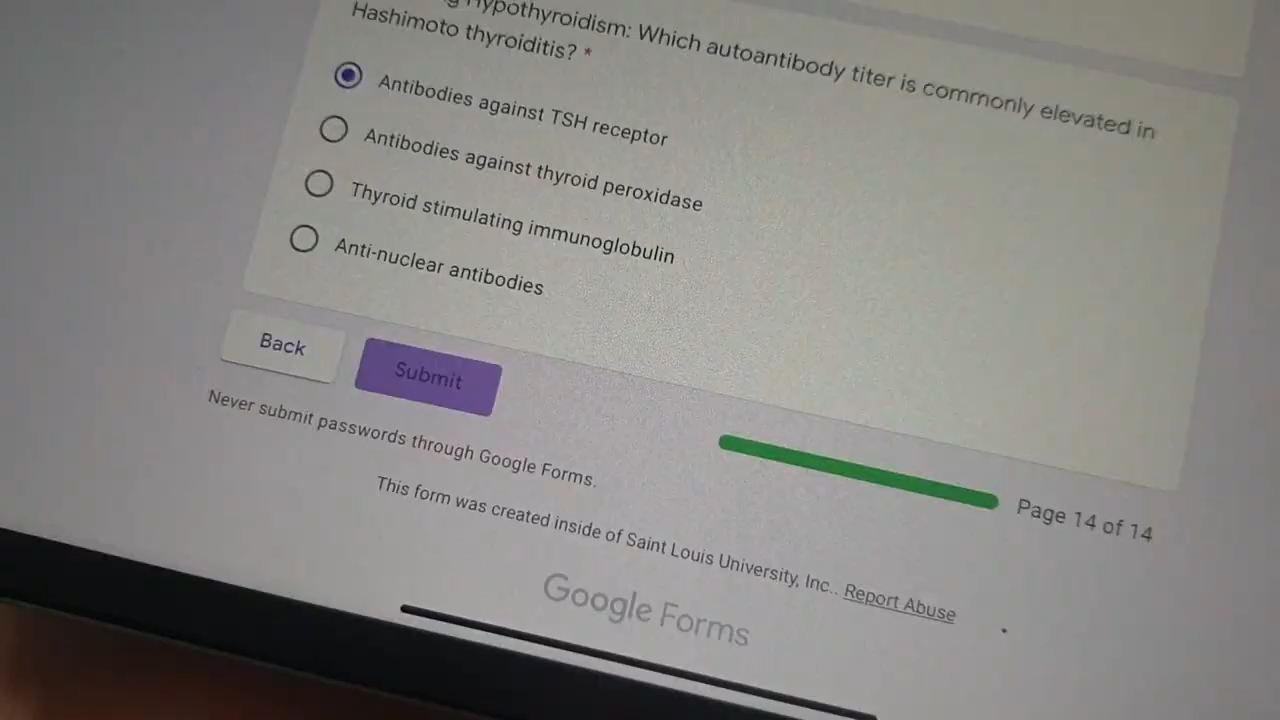 Hypothyroidism: Which autoantibody titer is commonly elevated in
Hashimoto thyroiditis? *
Antibodies against TSH receptor
Antibodies against thyroid peroxidase
Thyroid stimulating immunoglobulin
Anti-nuclear antibodies
Back
Submit
Page 14 of 14
Never submit passwords through Google Forms.
This form was created inside of Saint Louis University, Inc.. Report Abuse
Google Forms